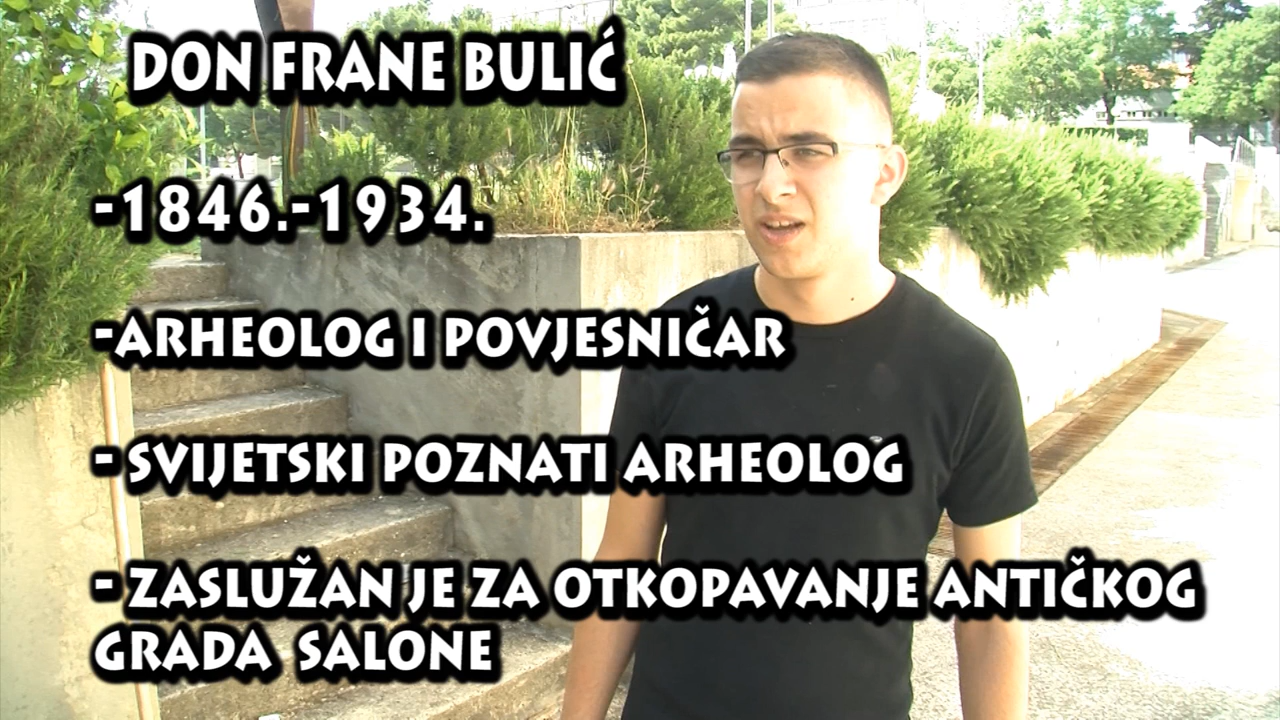 DON FRANE BULIĆ
-1846.-1934.
-ARHEOLOG I POVJESNIČAR
- SVIJETSKI POZNATI ARHEOLOG
- ZASLUŽAN JE ZA OTKOPAVANJE ANTIČKOG
GRADA SALONE